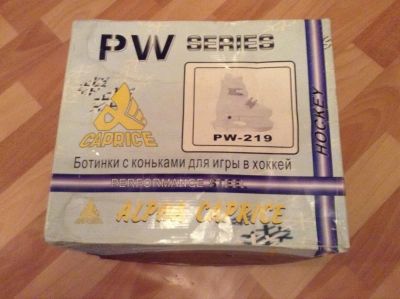 PW SERIES
CAPRICE
PW-219
HOCKEY
Ботинки с коньками для игры в хоккей
PERFORMANCE STEEL
ALPHA CAPRICE